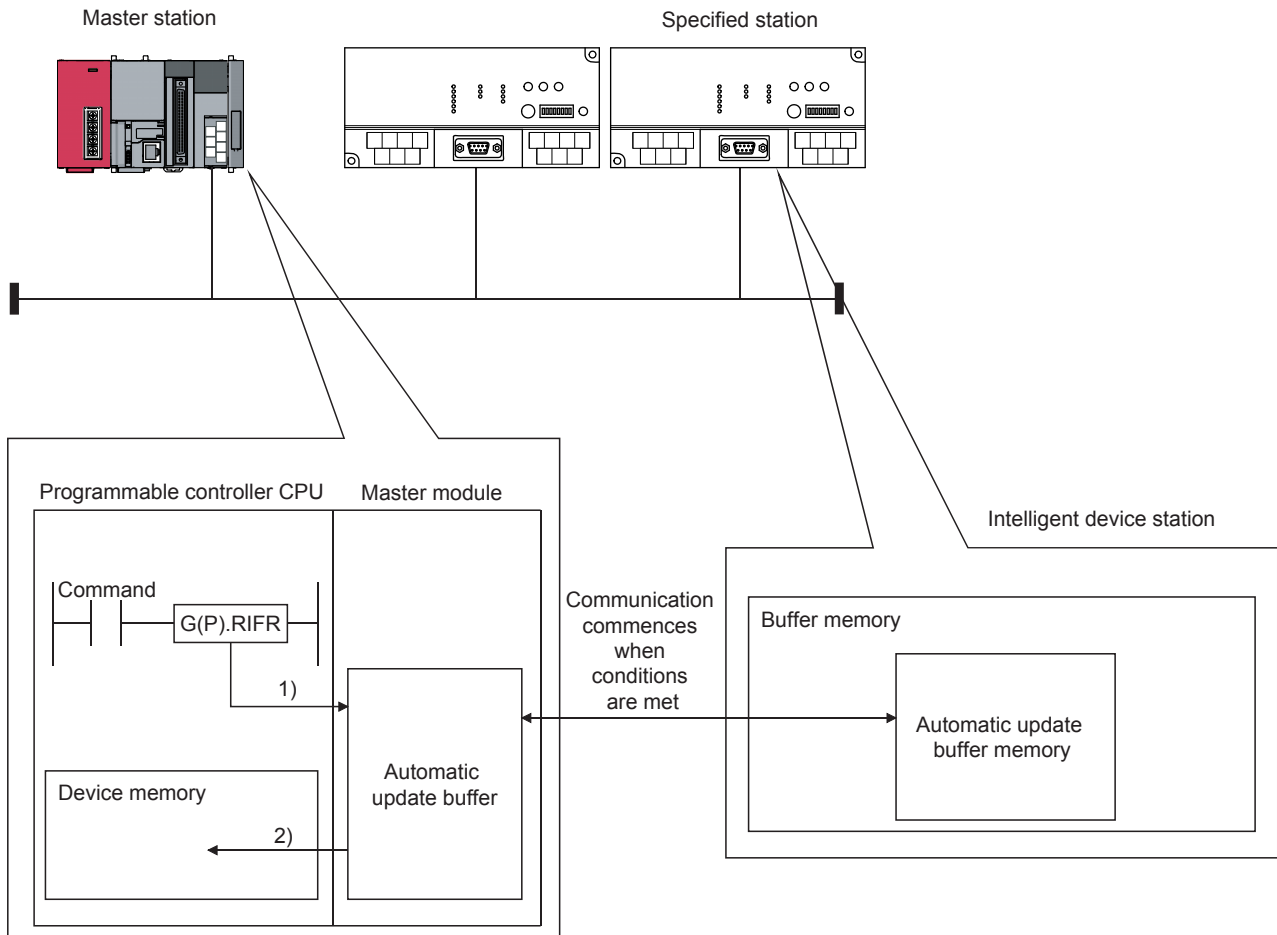 Master station
Specified station
Programmable controller CPU
Master module
Command
G(P).RIFR
1)
Device memory
2)
Automatic
update buffer
Communication
commences
when
conditions
are met
Intelligent device station
Buffer memory
Automatic update
buffer memory